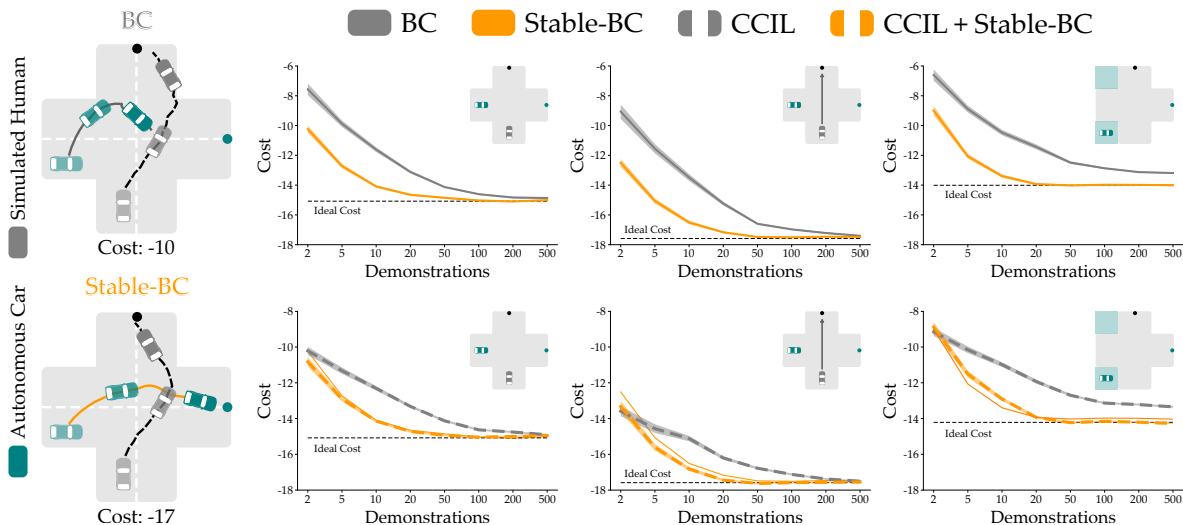 BC
Stable-BC
CCIL
CCIL + Stable-BC
Simulated Human
Autonomous Car
BC
Cost: -10
Stable-BC
Cost: -17
Cost
-6
-8
-10
-12
-14
-16
-18
Ideal Cost
2 5 10 20 50 100 200 500
Demonstrations
Cost
-6
-8
-10
-12
-14
-16
-18
Ideal Cost
2 5 10 20 50 100 200 500
Demonstrations
Cost
-6
-8
-10
-12
-14
-16
-18
Ideal Cost
2 5 10 20 50 100 200 500
Demonstrations
Cost
-8
-10
-12
-14
-16
-18
Ideal Cost
2 5 10 20 50 100 200 500
Demonstrations
Cost
-8
-10
-12
-14
-16
-18
Ideal Cost
2 5 10 20 50 100 200 500
Demonstrations
Cost
-8
-10
-12
-14
-16
-18
Ideal Cost
2 5 10 20 50 100 200 500
Demonstrations